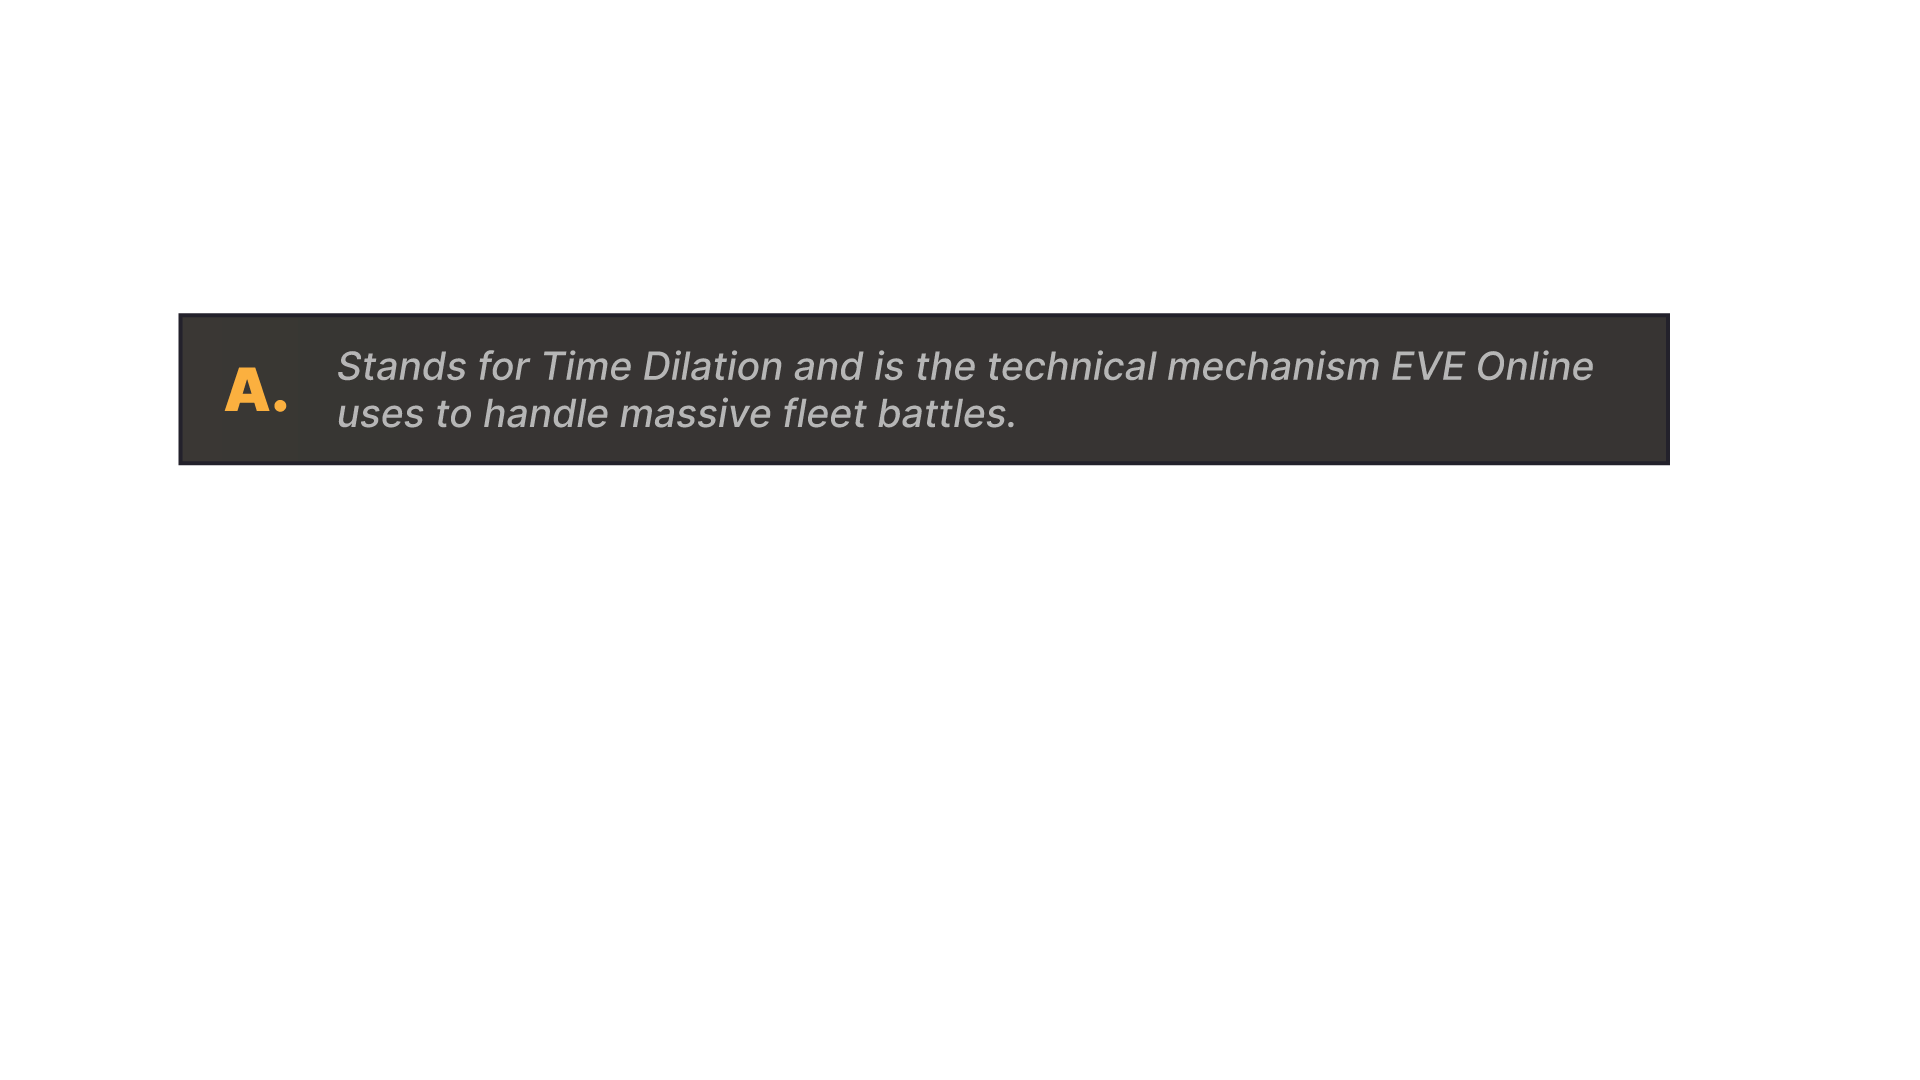 A.
Stands for Time Dilation and is the technical mechanism EVE Online
uses to handle massive fleet battles.